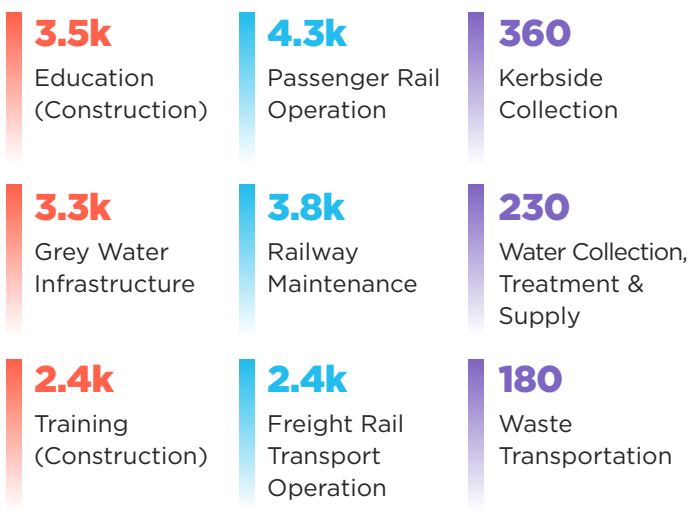 3.5k
Education
(Construction)
4.3k
Passenger Rail
Operation
360
Kerbside
Collection
3.3k
Grey Water
Infrastructure
3.8k
Railway
Maintenance
230
Water Collection,
Treatment &
Supply
2.4k
Training
(Construction)
2.4k
Freight Rail
Transport
Operation
180
Waste
Transportation